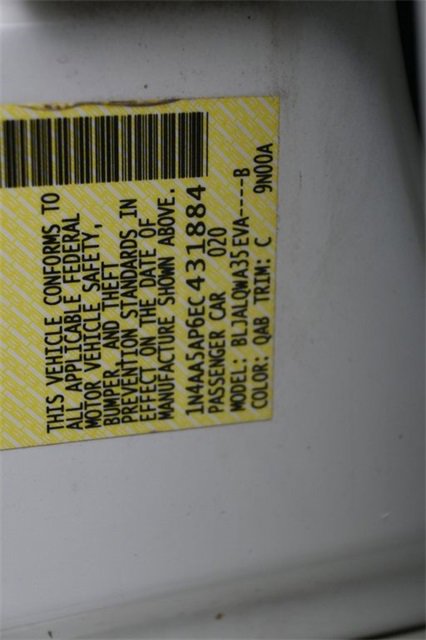 THIS VEHICLE CONFORMS TO
ALL APPLICABLE FEDERAL
MOTOR VEHICLE SAFETY,
BUMPER, AND THEFT
PREVENTION STANDARDS IN
EFFECT ON THE DATE OF
MANUFACTURE SHOWN ABOVE.
1N4AA5AP6EC431884
PASSENGER CAR 020
MODEL: BLJALQWA35EVA----B
COLOR: QAB TRIM: C 9N00A